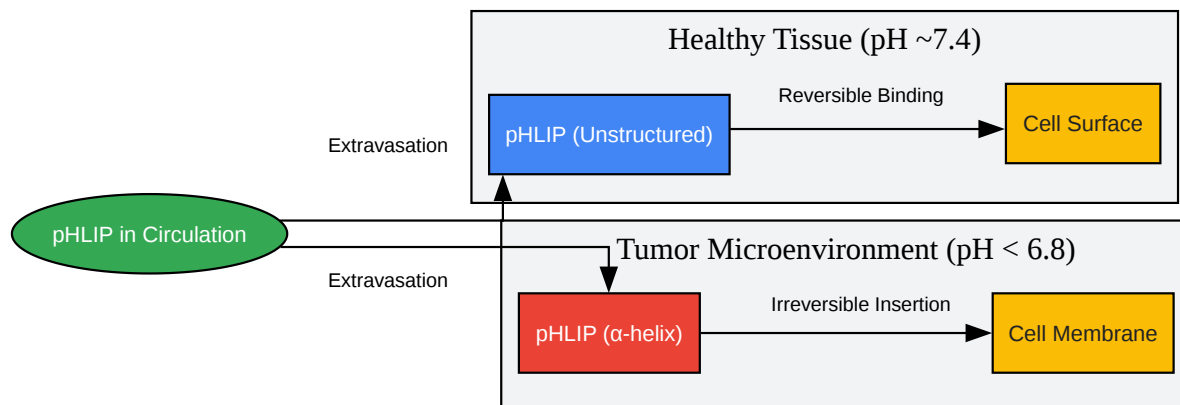 Healthy Tissue (pH ~7.4)
Reversible Binding
pHLIP (Unstructured)
Cell Surface
Extravasation
pHLIP in Circulation
Extravasation
Tumor Microenvironment (pH < 6.8)
Irreversible Insertion
pHLIP (α-helix)
Cell Membrane